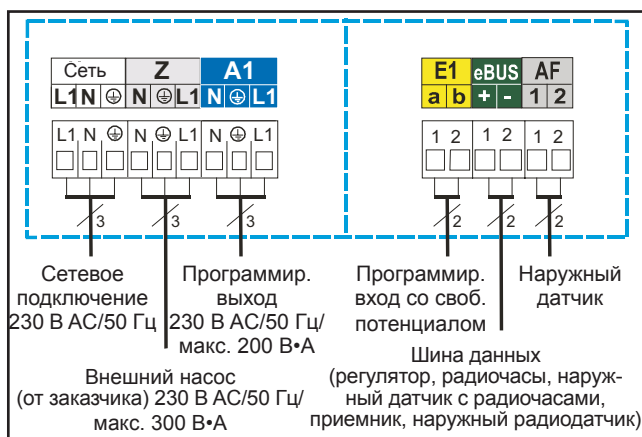 Сеть Z A1
L1 N ⏚ N ⏚ L1 N ⏚ L1
L1 N ⏚ N ⏚ L1 N ⏚ L1
3 3 3
E1 eBUS AF
a b + - 1 2
1 2 1 2 1 2
2 2 2
Сетевое
подключение
230 В AC/50 Гц
Программир.
выход
230 В AC/50 Гц/
макс. 200 В•А
Внешний насос
(от заказчика) 230 В AC/50 Гц/
макс. 300 В•А
Программир.
вход со своб.
потенциалом
Наружный
датчик
Шина данных
(регулятор, радиочасы, наруж-
ный датчик с радиочасами,
приемник, наружный радиодатчик)